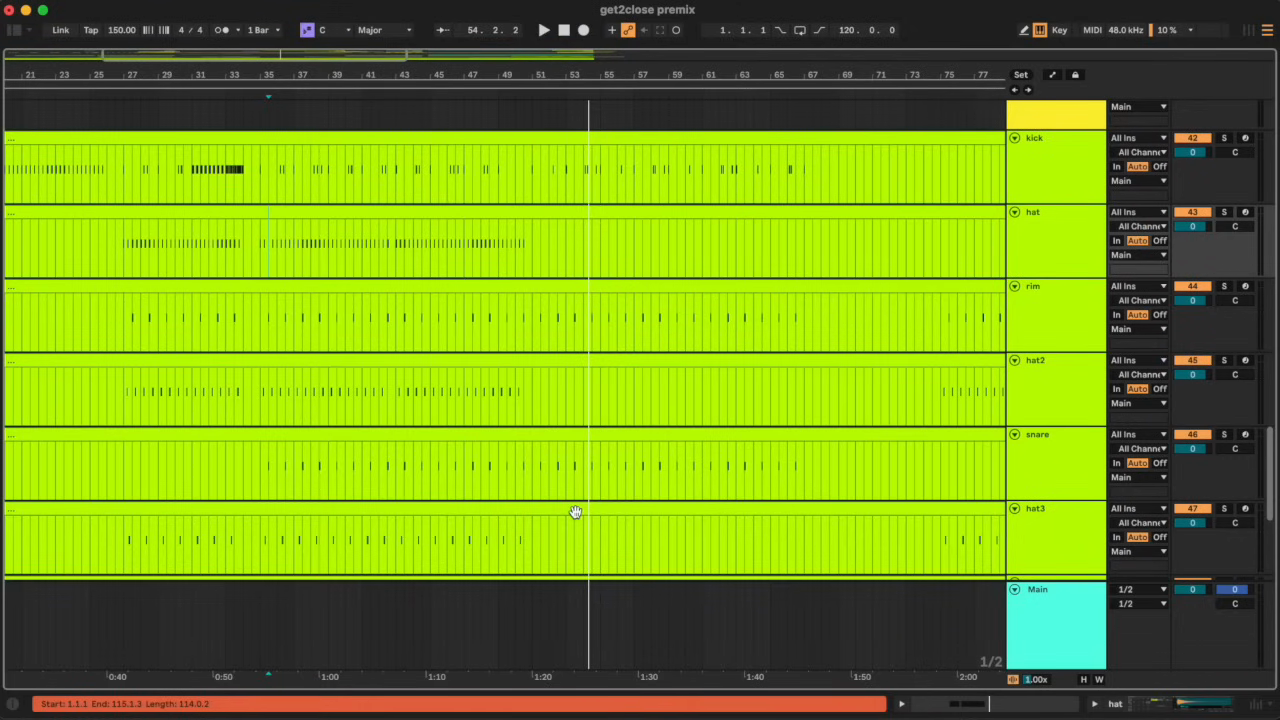 get2close premix
Link Tap 150.00 4 / 4 1 Bar C Major 54. 2. 2 1. 1. 1 120. 0. 0 Key MIDI 48.0 kHz 10 %
21 23 25 27 29 31 33 35 37 39 41 43 45 47 49 51 53 55 57 59 61 63 65 67 69 71 73 75 77 Set
Main
... kick All Ins 42 S
All Channe 0 C
In Auto Off
Main
... hat All Ins 43 S
All Channe 0 C
In Auto Off
Main
... rim All Ins 44 S
All Channe 0 C
In Auto Off
Main
... hat2 All Ins 45 S
All Channe 0 C
In Auto Off
Main
... snare All Ins 46 S
All Channe 0 C
In Auto Off
Main
... hat3 All Ins 47 S
All Channe 0 C
In Auto Off
Main
Main 1/2 0 0
1/2 C
1/2
0:40 0:50 1:00 1:10 1:20 1:30 1:40 1:50 2:00 1.00x H W
Start: 1.1.1 End: 115.1.3 Length: 114.0.2 hat